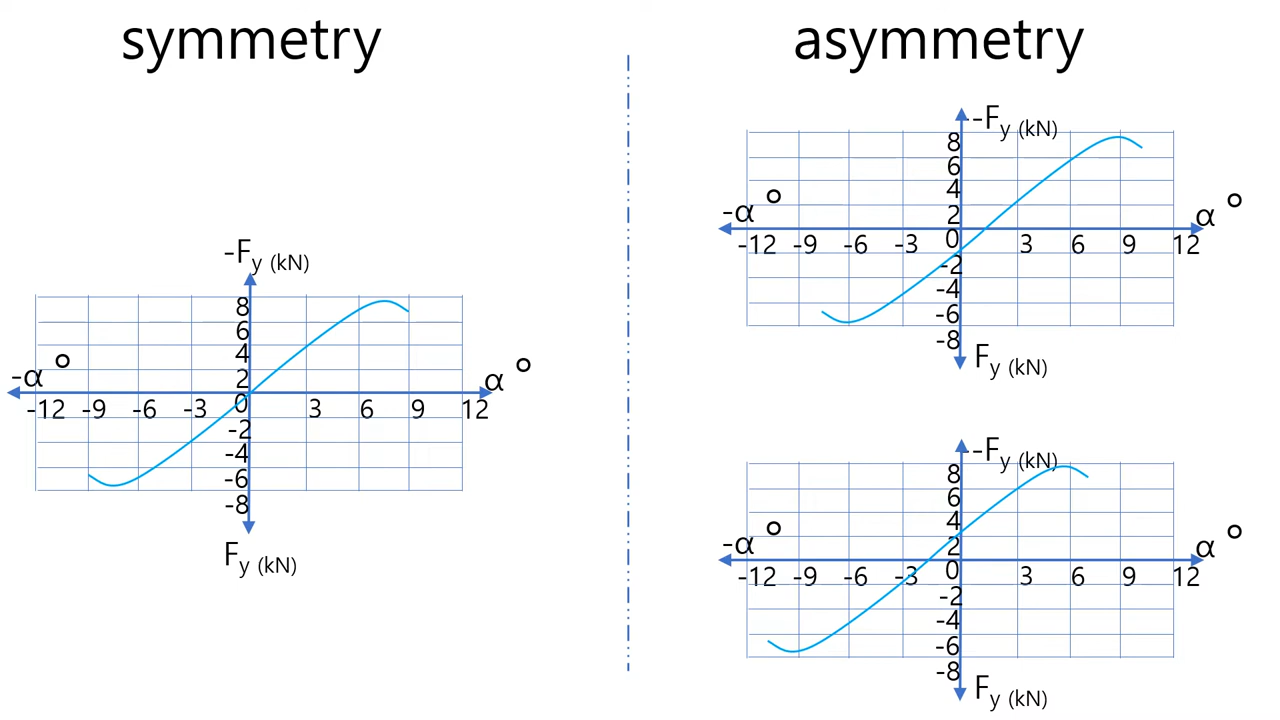 symmetry
-Fy (kN)
8
6
4
-α °
2
α °
0
-12 -9 -6 -3 3 6 9 12
-2
-4
-6
-8
Fy (kN)
asymmetry
-Fy (kN)
8
6
4
-α °
2
α °
0
-12 -9 -6 -3 3 6 9 12
-2
-4
-6
-8
Fy (kN)
-Fy (kN)
8
6
4
-α °
2
α °
0
-12 -9 -6 -3 3 6 9 12
-2
-4
-6
-8
Fy (kN)